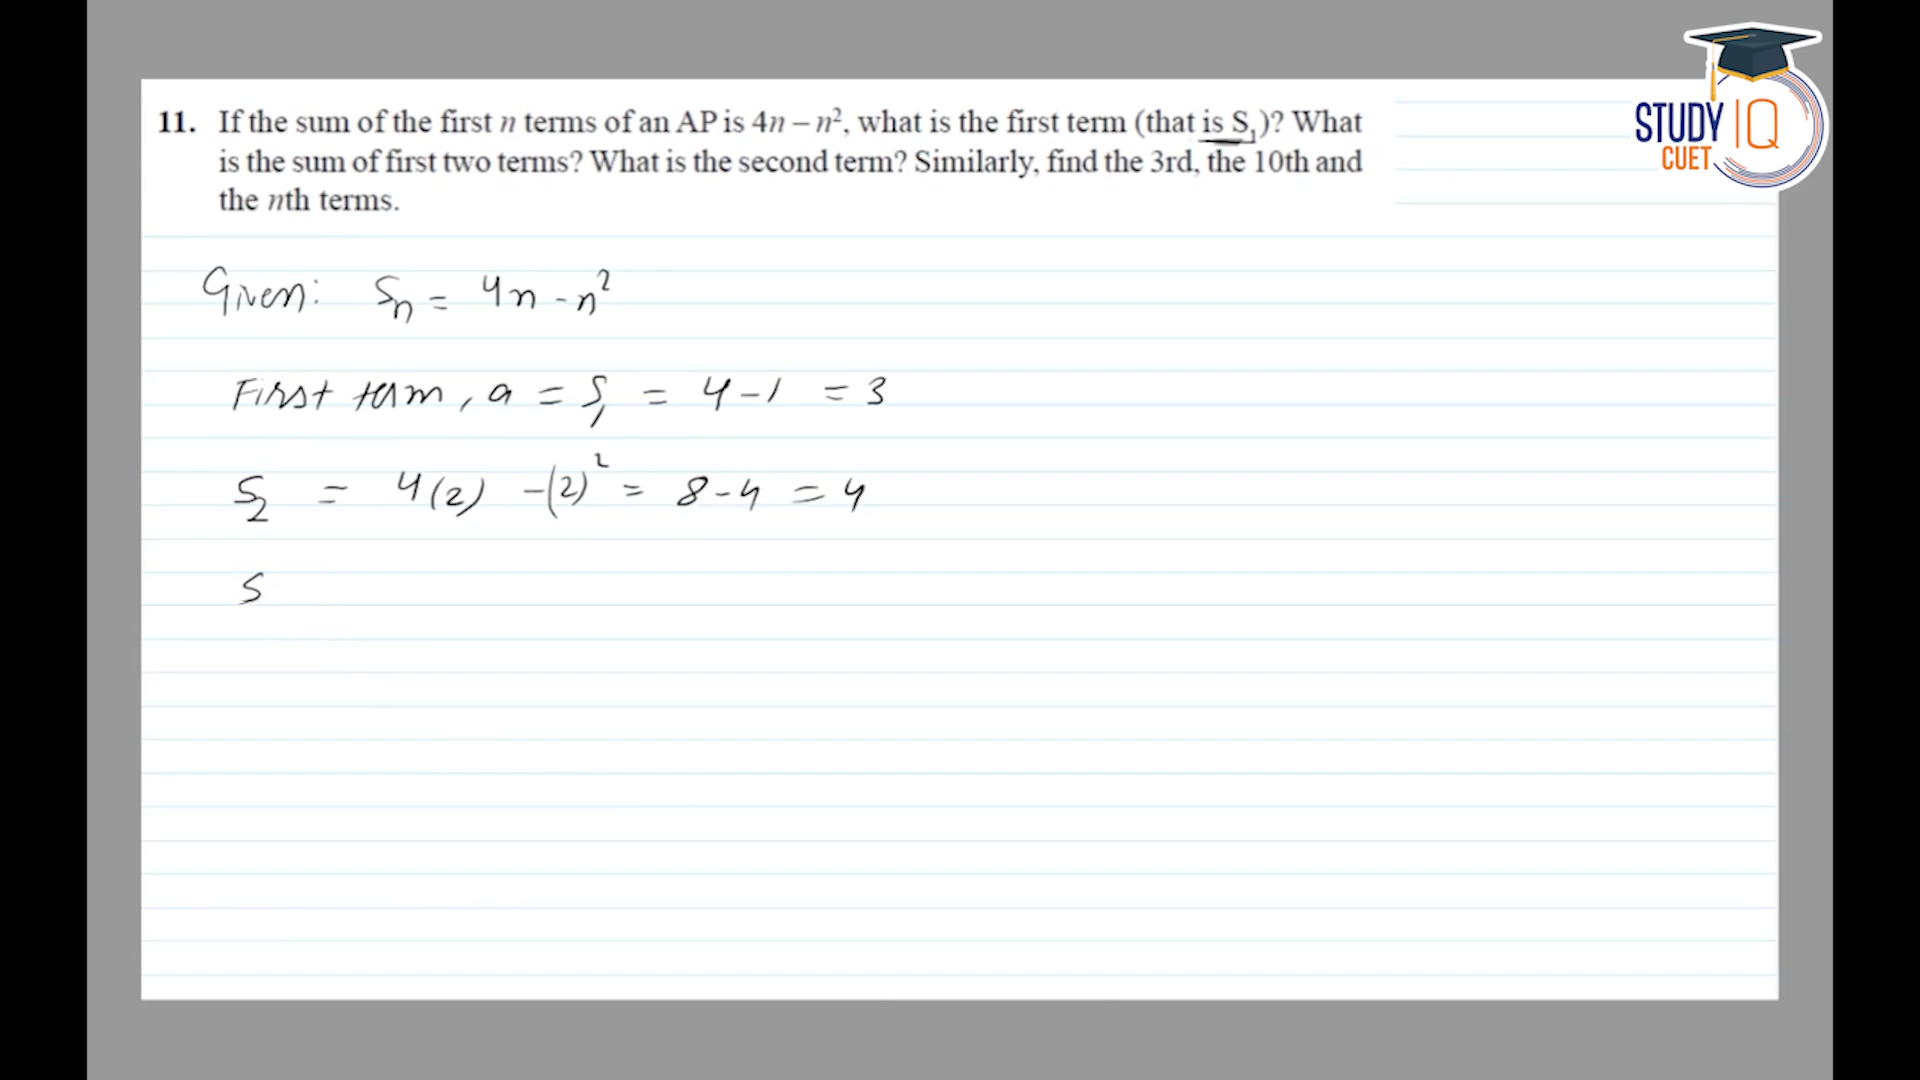 STUDY IQ
CUET
11. If the sum of the first n terms of an AP is 4n – n², what is the first term (that is S₁)? What
is the sum of first two terms? What is the second term? Similarly, find the 3rd, the 10th and
the nth terms.
Given: Sn = 4n - n²
First term, a = S₁ = 4 - 1 = 3
S₂ = 4(2) - (2)² = 8 - 4 = 4
S